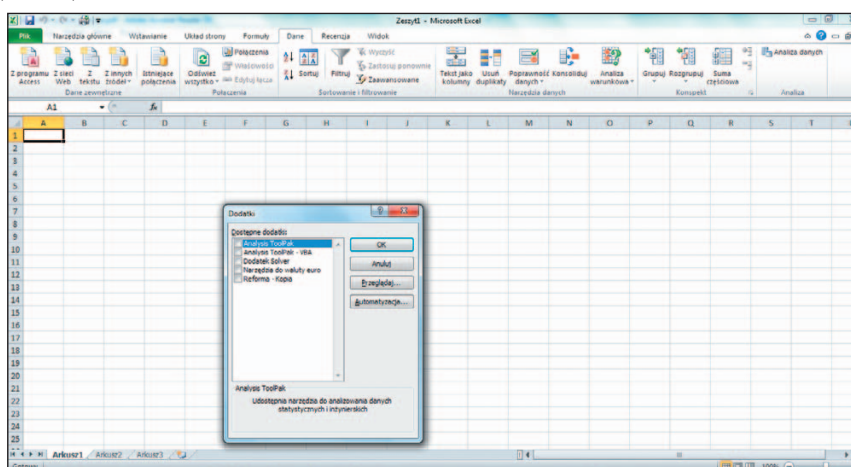 Zeszyt1 - Microsoft Excel
Plik Narzędzia główne Wstawianie Układ strony Formuły Dane Recenzja Widok
Z programu Access
Z sieci Web
Z tekstu
Z innych źródeł
Istniejące połączenia
Dane zewnętrzne
Odśwież wszystko
Połączenia
Właściwości
Edytuj łącza
Połączenia
Sortuj
Filtruj
Wyczyść
Zastosuj ponownie
Zaawansowane
Sortowanie i filtrowanie
Tekst jako kolumny
Usuń duplikaty
Poprawność danych
Konsoliduj
Analiza warunkowa
Narzędzia danych
Grupuj
Rozgrupuj
Suma częściowa
Konspekt
Analiza danych
Analiza
A1 fx
A B C D E F G H I J K L M N O P Q R S T
1
2
3
4
5
6
7
8
9
10
11
12
13
14
15
16
17
18
19
20
21
22
23
24
25
Dodatki
Dostępne dodatki:
Analysis ToolPak
Analysis ToolPak - VBA
Dodatek Solver
Narzędzia do waluty euro
Reforma - Kopia
OK
Anuluj
Przeglądaj...
Automatyzacja...
Analysis ToolPak
Udostępnia narzędzia do analizowania danych
statystycznych i inżynierskich
Arkusz1 Arkusz2 Arkusz3
100%